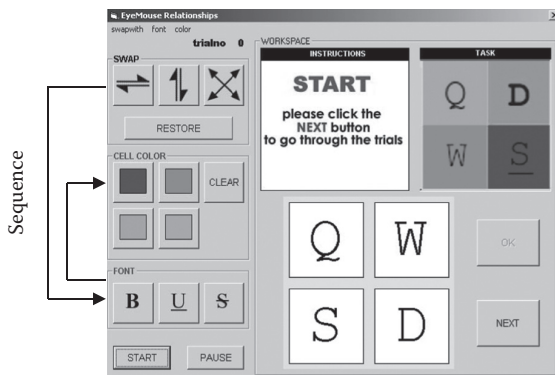 EyeMouse Relationships
swapwith font color
trialno 0
SWAP
RESTORE
CELL COLOR
CLEAR
FONT
B U S
START PAUSE
Sequence
WORKSPACE
INSTRUCTIONS
START
please click the
NEXT button
to go through the trials
TASK
Q D
W S
Q W
S D
OK
NEXT